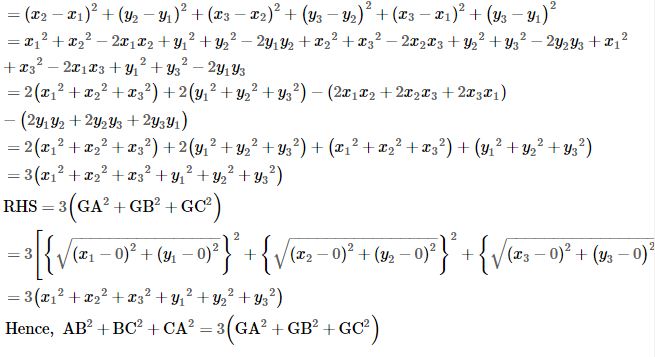 = (x₂ − x₁)² + (y₂ − y₁)² + (x₃ − x₂)² + (y₃ − y₂)² + (x₃ − x₁)² + (y₃ − y₁)²
= x₁² + x₂² − 2x₁x₂ + y₁² + y₂² − 2y₁y₂ + x₂² + x₃² − 2x₂x₃ + y₂² + y₃² − 2y₂y₃ + x₁²
+ x₃² − 2x₁x₃ + y₁² + y₃² − 2y₁y₃
= 2(x₁² + x₂² + x₃²) + 2(y₁² + y₂² + y₃²) − (2x₁x₂ + 2x₂x₃ + 2x₃x₁)
− (2y₁y₂ + 2y₂y₃ + 2y₃y₁)
= 2(x₁² + x₂² + x₃²) + 2(y₁² + y₂² + y₃²) + (x₁² + x₂² + x₃²) + (y₁² + y₂² + y₃²)
= 3(x₁² + x₂² + x₃² + y₁² + y₂² + y₃²)
RHS = 3(GA² + GB² + GC²)
= 3[{√((x₁ − 0)² + (y₁ − 0)²)}² + {√((x₂ − 0)² + (y₂ − 0)²)}² + {√((x₃ − 0)² + (y₃ − 0)²
= 3(x₁² + x₂² + x₃² + y₁² + y₂² + y₃²)
Hence, AB² + BC² + CA² = 3(GA² + GB² + GC²)